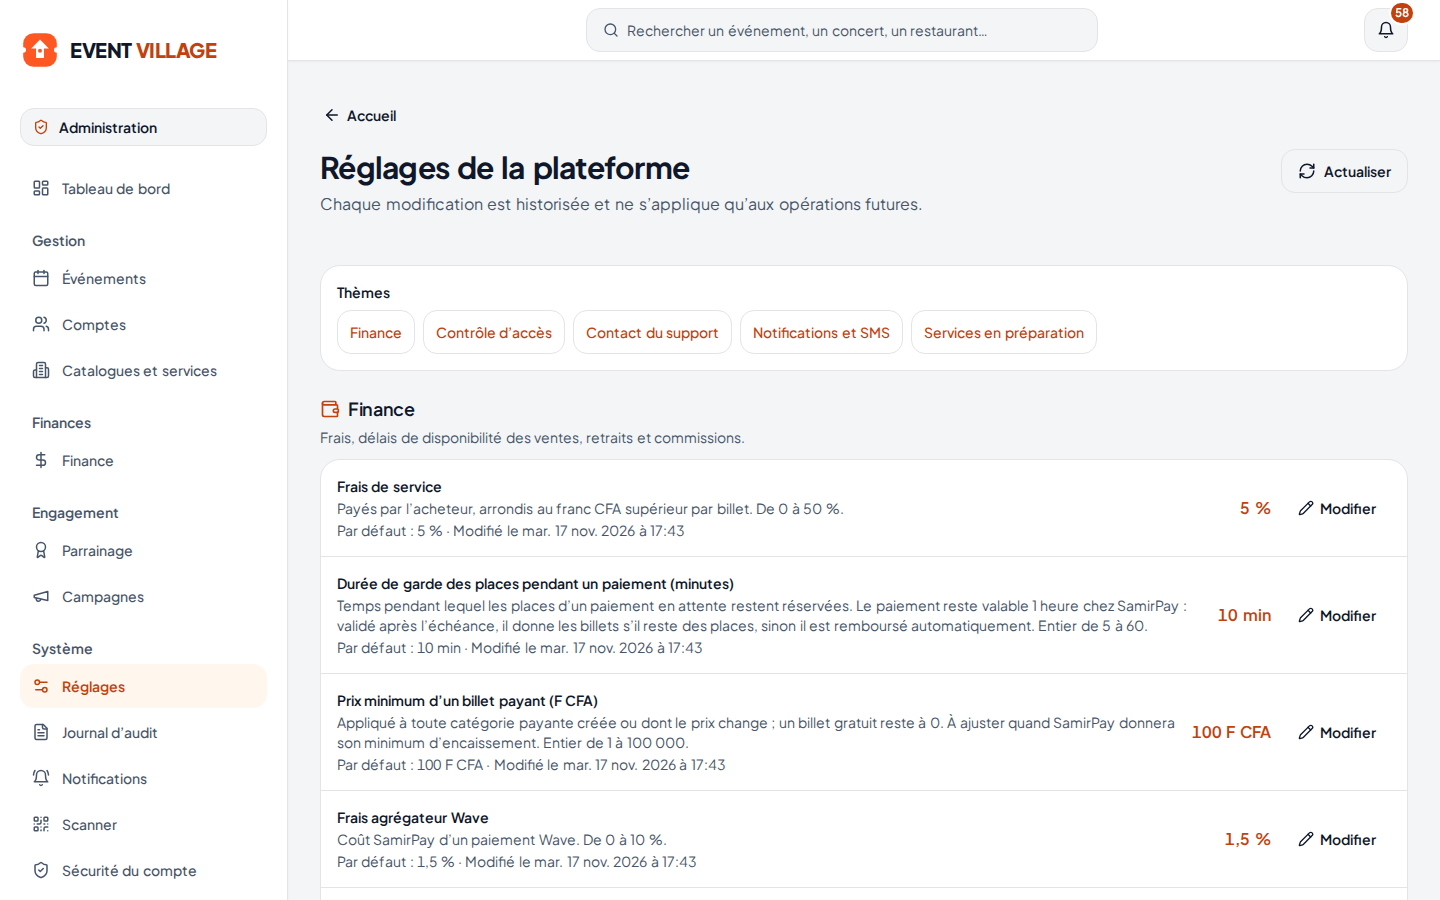 EVENT VILLAGE
Rechercher un événement, un concert, un restaurant…
58
Administration
Tableau de bord
Gestion
Événements
Comptes
Catalogues et services
Finances
Finance
Engagement
Parrainage
Campagnes
Système
Réglages
Journal d’audit
Notifications
Scanner
Sécurité du compte
Accueil
Réglages de la plateforme
Actualiser
Chaque modification est historisée et ne s’applique qu’aux opérations futures.
Thèmes
Finance
Contrôle d’accès
Contact du support
Notifications et SMS
Services en préparation
Finance
Frais, délais de disponibilité des ventes, retraits et commissions.
Frais de service
Payés par l’acheteur, arrondis au franc CFA supérieur par billet. De 0 à 50 %.
Par défaut : 5 % · Modifié le mar. 17 nov. 2026 à 17:43
5 %
Modifier
Durée de garde des places pendant un paiement (minutes)
Temps pendant lequel les places d’un paiement en attente restent réservées. Le paiement reste valable 1 heure chez SamirPay :
validé après l’échéance, il donne les billets s’il reste des places, sinon il est remboursé automatiquement. Entier de 5 à 60.
Par défaut : 10 min · Modifié le mar. 17 nov. 2026 à 17:43
10 min
Modifier
Prix minimum d’un billet payant (F CFA)
Appliqué à toute catégorie payante créée ou dont le prix change ; un billet gratuit reste à 0. À ajuster quand SamirPay donnera
son minimum d’encaissement. Entier de 1 à 100 000.
Par défaut : 100 F CFA · Modifié le mar. 17 nov. 2026 à 17:43
100 F CFA
Modifier
Frais agrégateur Wave
Coût SamirPay d’un paiement Wave. De 0 à 10 %.
Par défaut : 1,5 % · Modifié le mar. 17 nov. 2026 à 17:43
1,5 %
Modifier